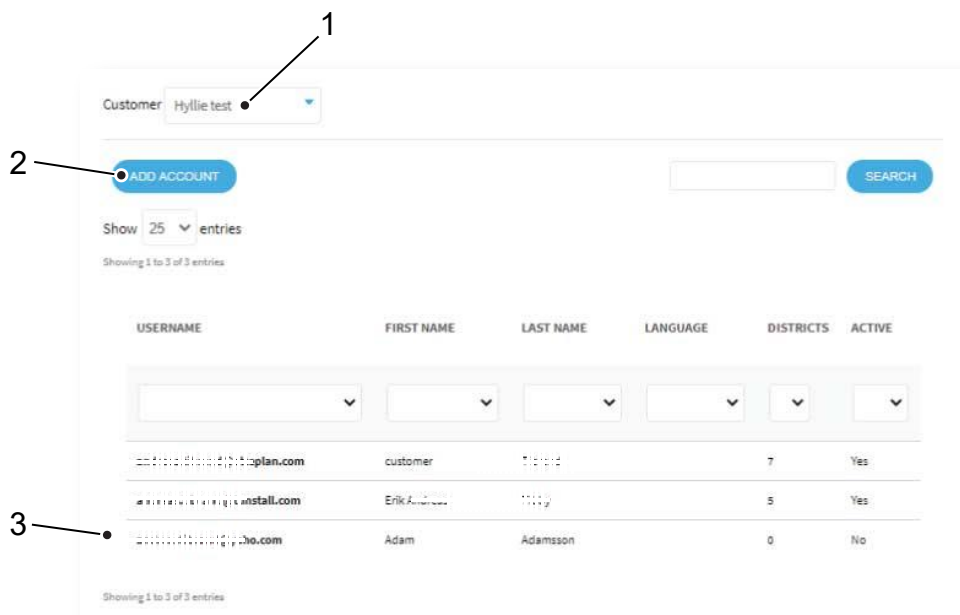 1
Customer Hyllie test
2
ADD ACCOUNT SEARCH
Show 25 entries
Showing 1 to 3 of 3 entries
USERNAME FIRST NAME LAST NAME LANGUAGE DISTRICTS ACTIVE
plan.com customer 7 Yes
nstall.com Erik 5 Yes
3
ho.com Adam Adamsson 0 No
Showing 1 to 3 of 3 entries